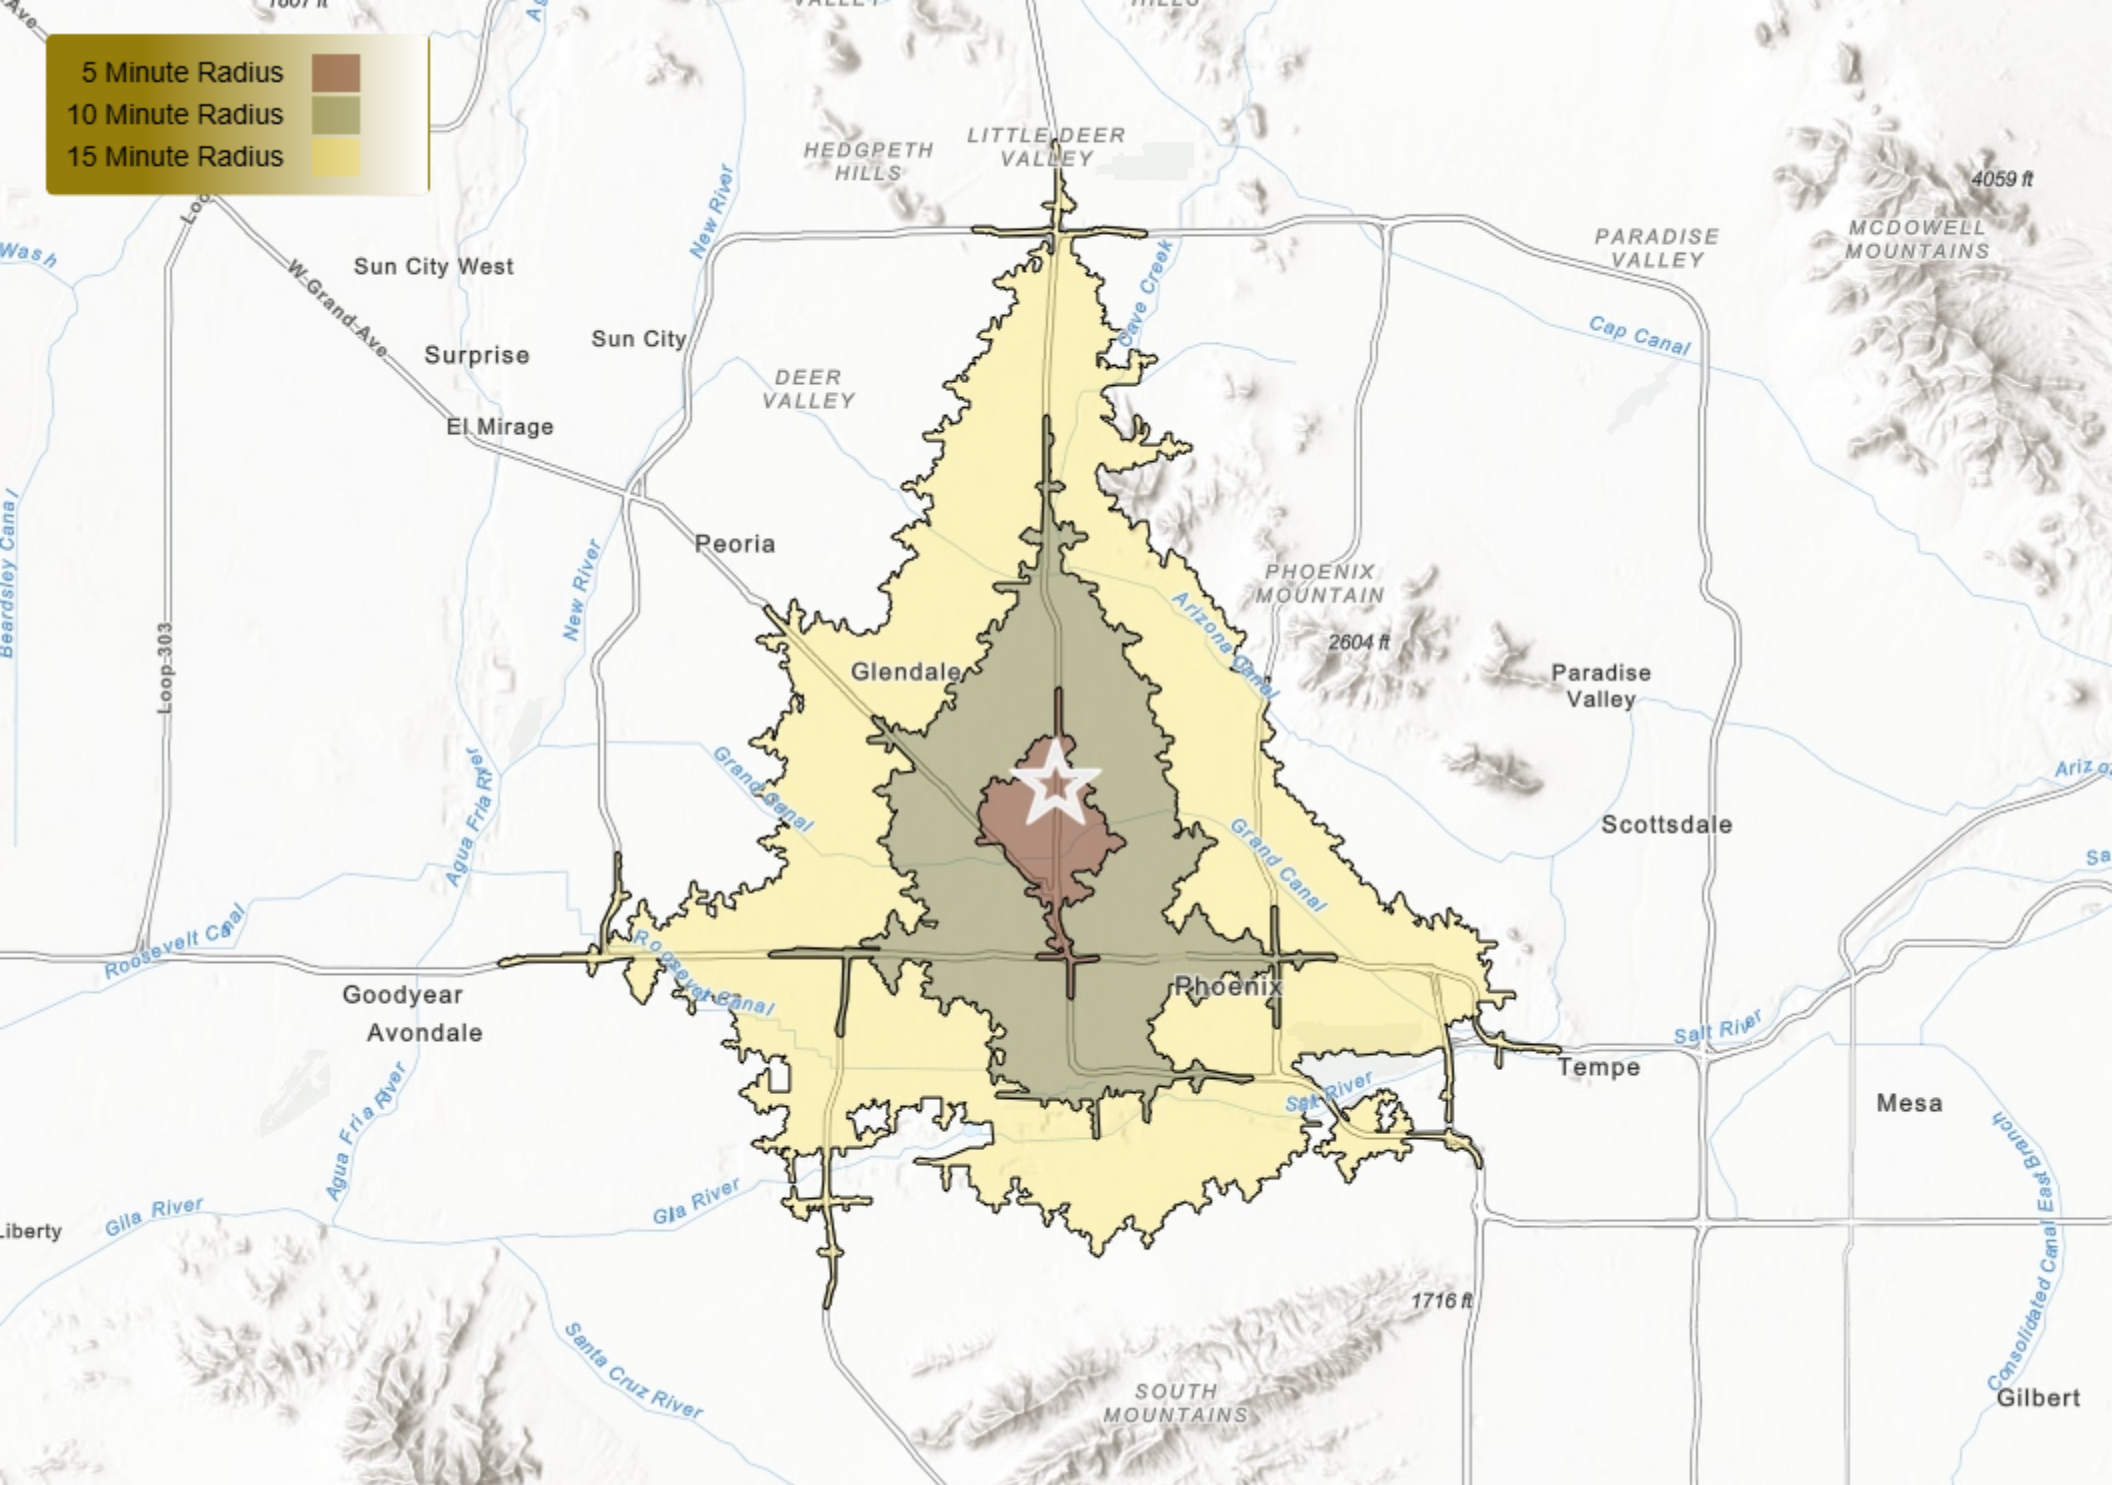 1607 ft
VALLEY
HILLS
5 Minute Radius
10 Minute Radius
15 Minute Radius
LITTLE DEER
VALLEY
HEDGPETH
HILLS
4059 ft
New River
Wash
Sun City West
W Grand Ave
PARADISE
VALLEY
MCDOWELL
MOUNTAINS
Cave Creek
Sun City
Surprise
Cap Canal
DEER
VALLEY
El Mirage
Beardsley Canal
Peoria
New River
PHOENIX
MOUNTAIN
Arizona Canal
2604 ft
Loop 303
Glendale
Paradise
Valley
Grand Canal
Agua Fria River
Scottsdale
Grand Canal
Roosevelt Canal
Roosevelt Canal
Goodyear
Avondale
Phoenix
Salt River
Tempe
Salt River
Mesa
Agua Fria River
Gila River
Gila River
Liberty
East Branch
Consolidated Canal
1716 ft
Santa Cruz River
SOUTH
MOUNTAINS
Gilbert